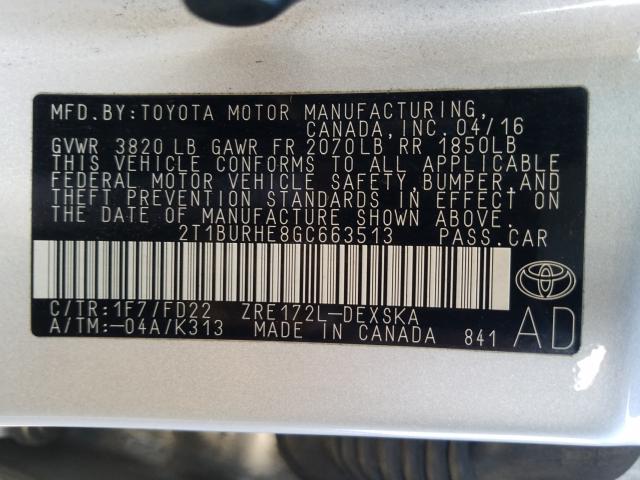 MFD.BY:TOYOTA MOTOR MANUFACTURING,
CANADA,INC.04/16
GVWR 3820 LB GAWR FR 2070LB,RR 1850LB
THIS VEHICLE CONFORMS TO ALL APPLICABLE
FEDERAL MOTOR VEHICLE SAFETY,BUMPER,AND
THEFT PREVENTION STANDARDS IN EFFECT ON
THE DATE OF MANUFACTURE SHOWN ABOVE.
2T1BURHE8GC663513 PASS.CAR
C/TR:1F7/FD22 ZRE172L-DEXSKA
A/TM:-04A/K313 MADE IN CANADA 841
AD